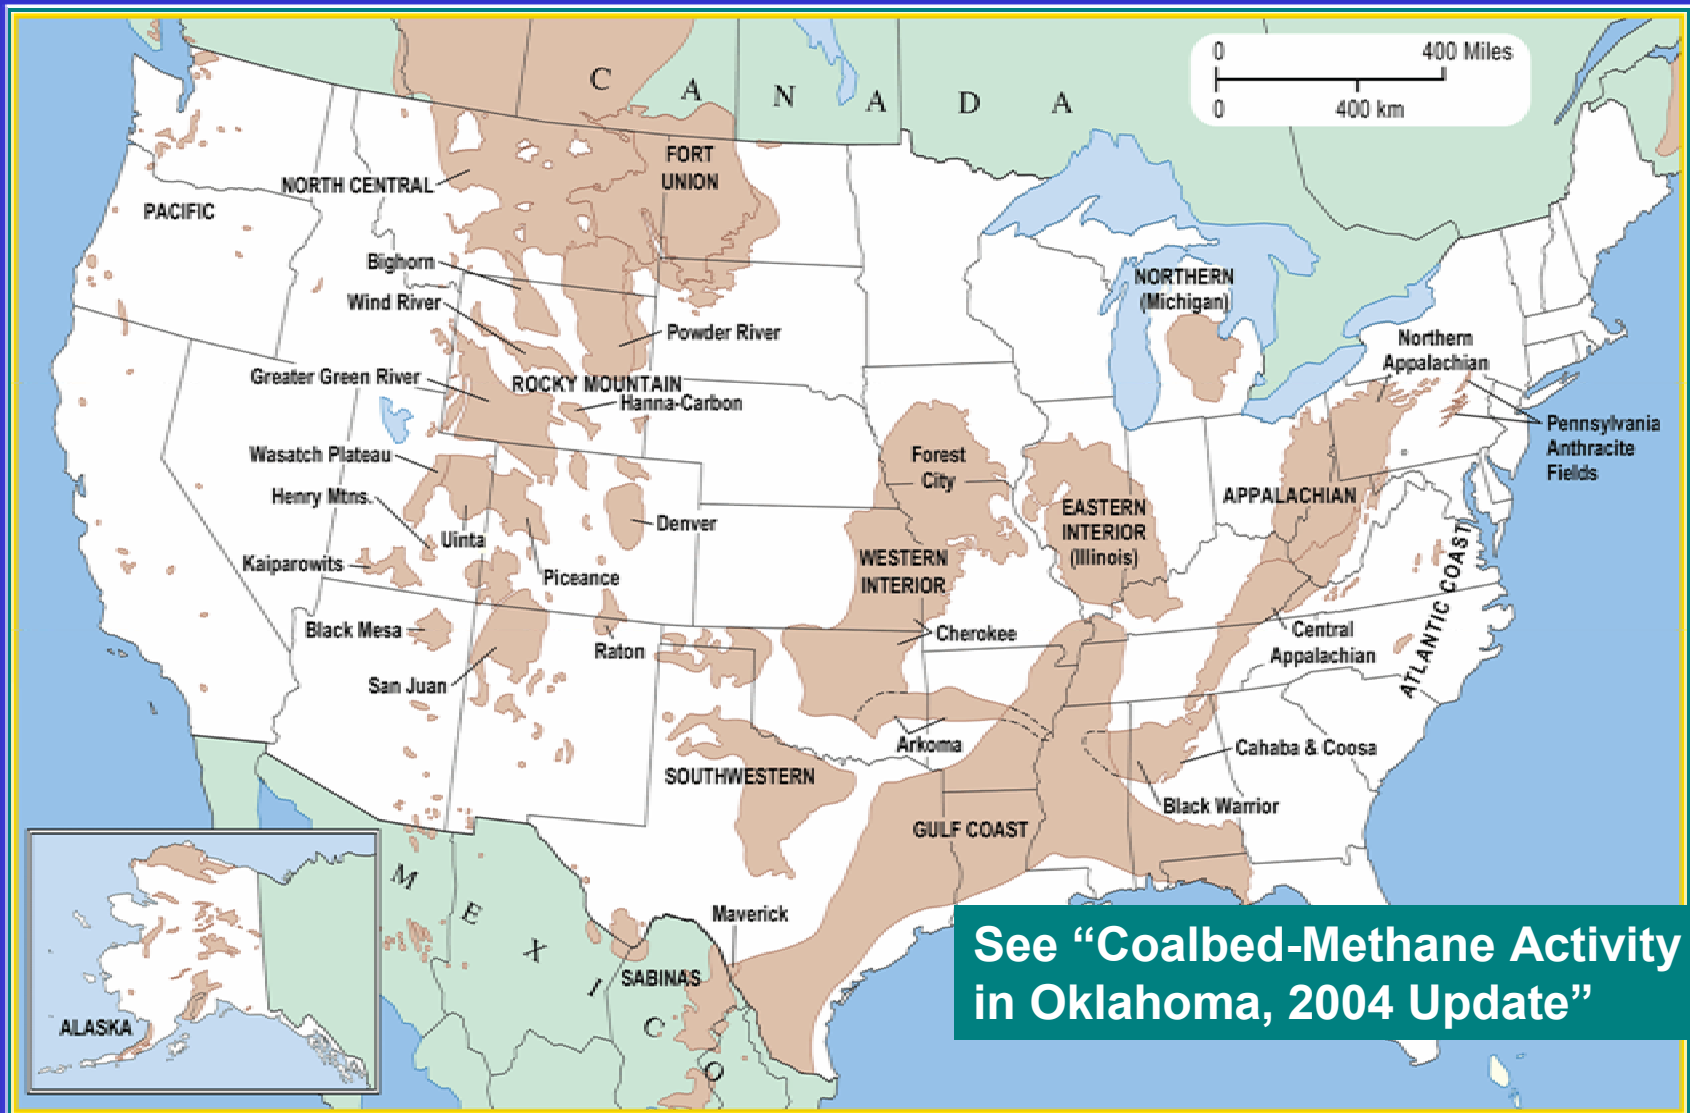 0 400 Miles
0 400 km
C A N A D A
FORT
UNION
NORTH CENTRAL
PACIFIC
Bighorn
Wind River
Powder River
NORTHERN
(Michigan)
Northern
Appalachian
Greater Green River
ROCKY MOUNTAIN
Hanna-Carbon
Pennsylvania
Anthracite
Fields
Wasatch Plateau
Forest
City
Henry Mtns.
APPALACHIAN
EASTERN
INTERIOR
(Illinois)
Denver
Uinta
Kaiparowits
Piceance
WESTERN
INTERIOR
ATLANTIC COAST
Black Mesa
Raton
Cherokee
Central
Appalachian
San Juan
Arkoma
Cahaba & Coosa
SOUTHWESTERN
Black Warrior
GULF COAST
M E X I C O
Maverick
SABINAS
ALASKA
See “Coalbed-Methane Activity
in Oklahoma, 2004 Update”